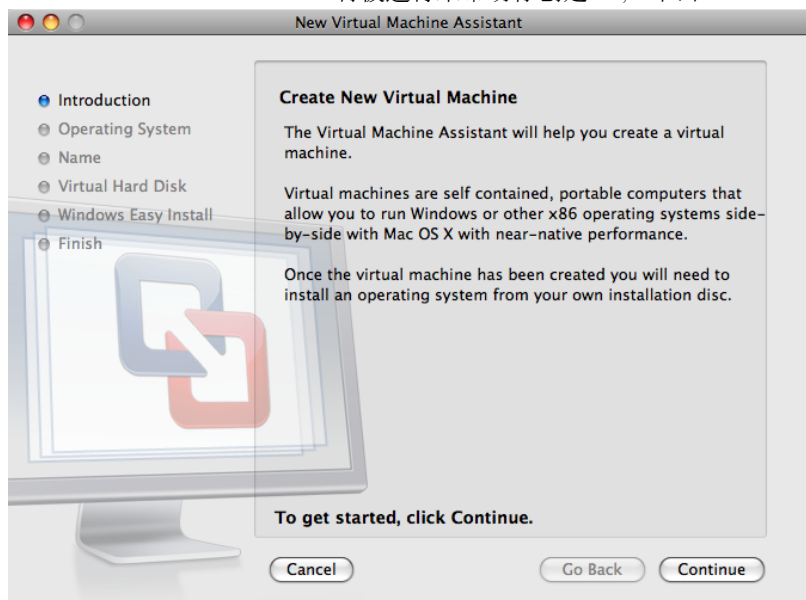 New Virtual Machine Assistant
Introduction
Operating System
Name
Virtual Hard Disk
Windows Easy Install
Finish
Create New Virtual Machine
The Virtual Machine Assistant will help you create a virtual
machine.
Virtual machines are self contained, portable computers that
allow you to run Windows or other x86 operating systems side-
by-side with Mac OS X with near-native performance.
Once the virtual machine has been created you will need to
install an operating system from your own installation disc.
To get started, click Continue.
Cancel
Go Back
Continue